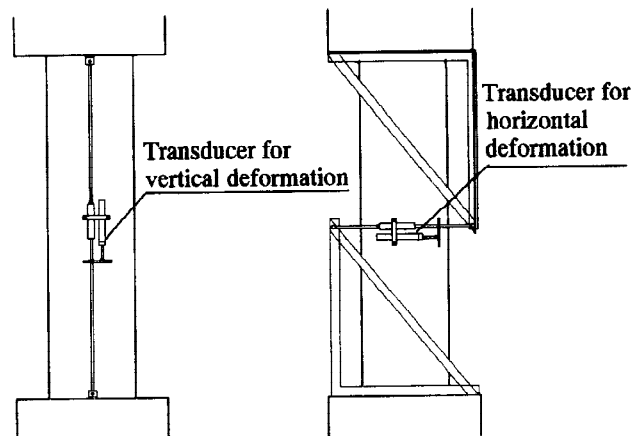 Transducer for
vertical deformation
Transducer for
horizontal
deformation